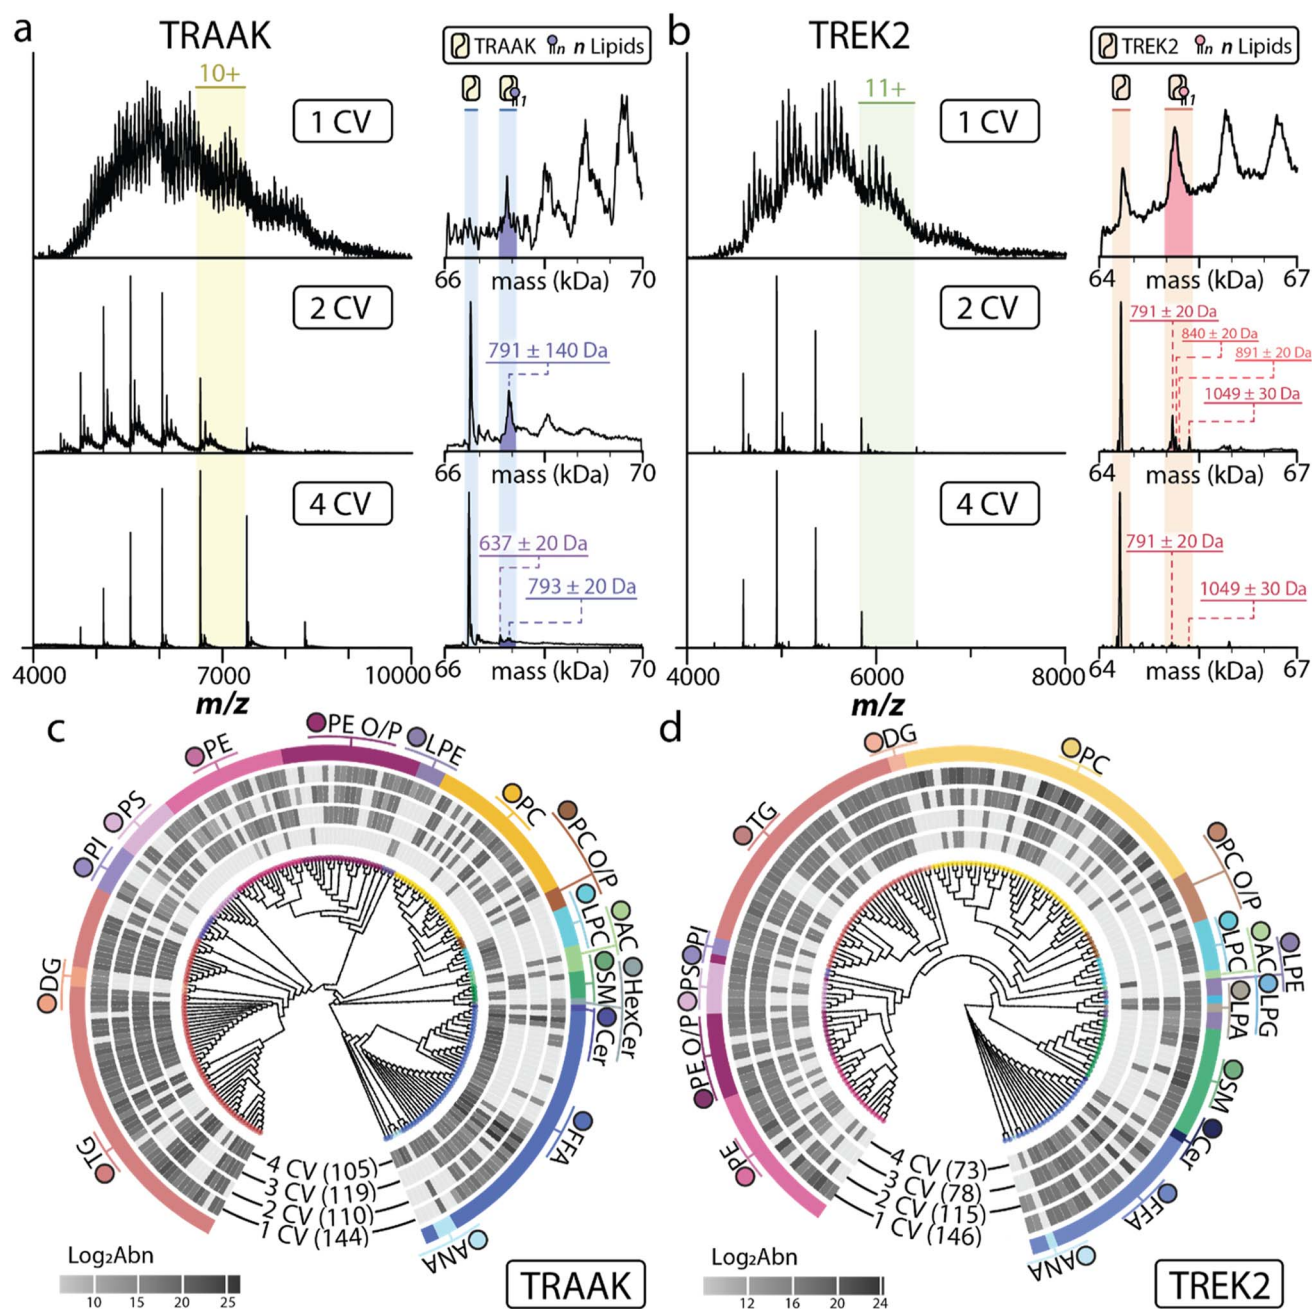 a
TRAAK
TRAAK n n Lipids
10+
1
1 CV
66 mass (kDa) 70
2 CV
791 ± 140 Da
66 mass (kDa) 70
4 CV
637 ± 20 Da
793 ± 20 Da
66 mass (kDa) 70
4000 7000 10000
m/z
b
TREK2
TREK2 n n Lipids
11+
1
1 CV
64 mass (kDa) 67
2 CV
791 ± 20 Da
840 ± 20 Da
891 ± 20 Da
1049 ± 30 Da
64 mass (kDa) 67
4 CV
791 ± 20 Da
1049 ± 30 Da
64 mass (kDa) 67
4000 6000 8000
m/z
c
PE
PE O/P
LPE
PS
PI
PC
PC O/P
LPC
AC
SM
HexCer
Cer
DG
TG
FFA
ANA
4 CV (105)
3 CV (119)
2 CV (110)
1 CV (144)
Log₂Abn
10 15 20 25
TRAAK
d
DG
PC
TG
PC O/P
LPC
AC
LPE
PI
PS
LPG
LPA
PE O/P
SM
Cer
PE
FFA
ANA
4 CV (73)
3 CV (78)
2 CV (115)
1 CV (146)
Log₂Abn
12 16 20 24
TREK2